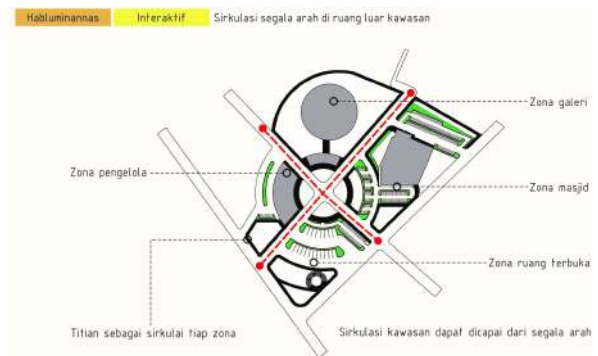 Habluminannas Interaktif Sirkulasi segala arah di ruang luar kawasan
Zona galeri
Zona pengelola
Zona masjid
Zona ruang terbuka
Titian sebagai sirkulai tiap zona
Sirkulasi kawasan dapat dicapai dari segala arah